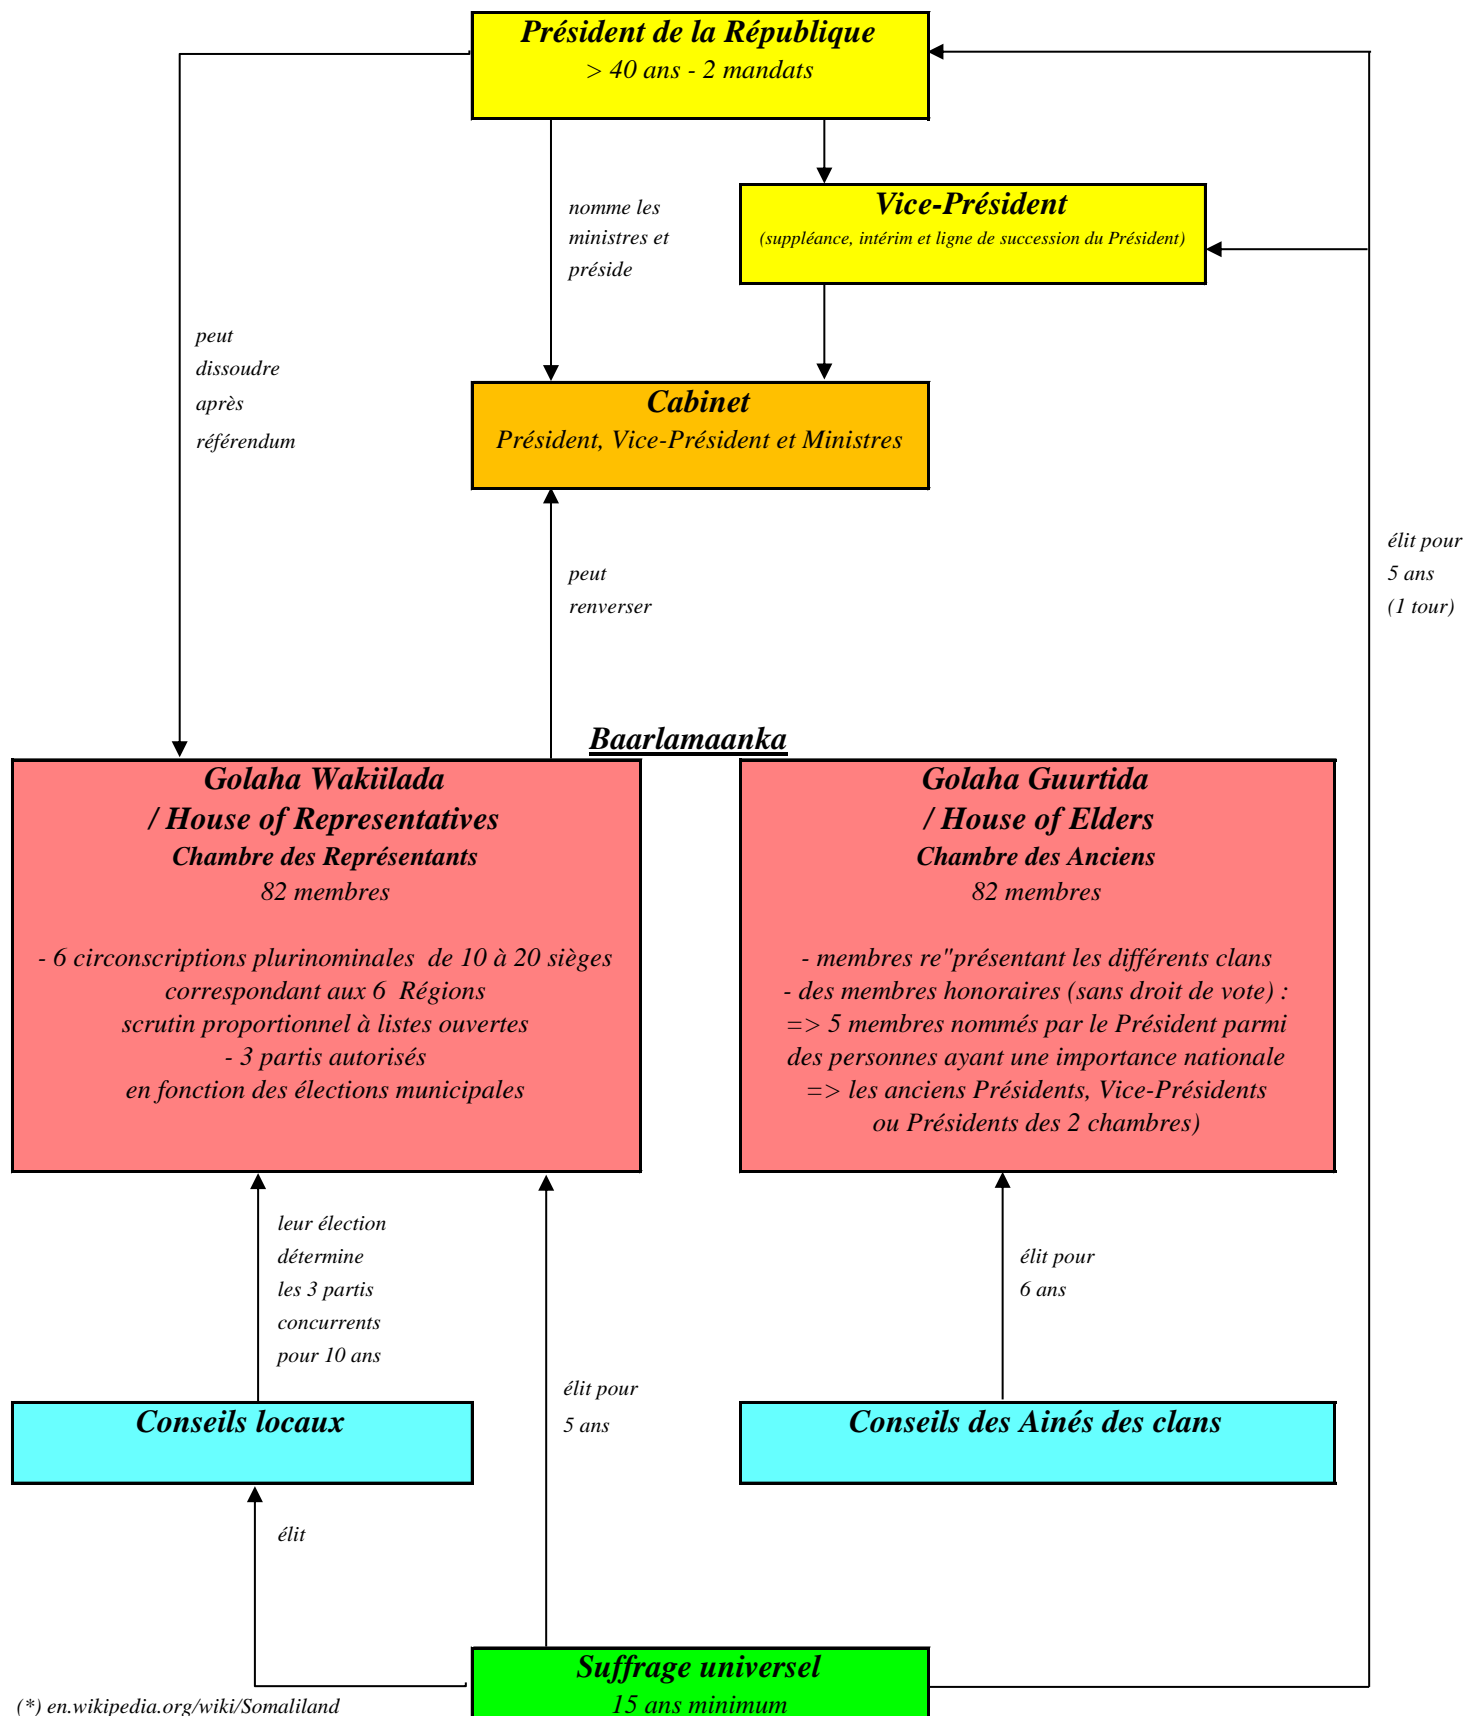 Président de la République
> 40 ans - 2 mandats
Vice-Président
(suppléance, intérim et ligne de succession du Président)
nomme les
ministres et
préside
peut
dissoudre
après
référendum
Cabinet
Président, Vice-Président et Ministres
élit pour
5 ans
(1 tour)
peut
renverser
Baarlamaanka
Golaha Wakiilada
/ House of Representatives
Chambre des Représentants
82 membres
- 6 circonscriptions plurinominales  de 10 à 20 sièges
correspondant aux 6  Régions
scrutin proportionnel à listes ouvertes
- 3 partis autorisés
en fonction des élections municipales
Golaha Guurtida
/ House of Elders
Chambre des Anciens
82 membres
- membres re"présentant les différents clans
- des membres honoraires (sans droit de vote) :
=> 5 membres nommés par le Président parmi
des personnes ayant une importance nationale
=> les anciens Présidents, Vice-Présidents
ou Présidents des 2 chambres)
leur élection
détermine
les 3 partis
concurrents
pour 10 ans
élit pour
6 ans
élit pour
5 ans
Conseils locaux
Conseils des Ainés des clans
élit
Suffrage universel
15 ans minimum
(*) en.wikipedia.org/wiki/Somaliland